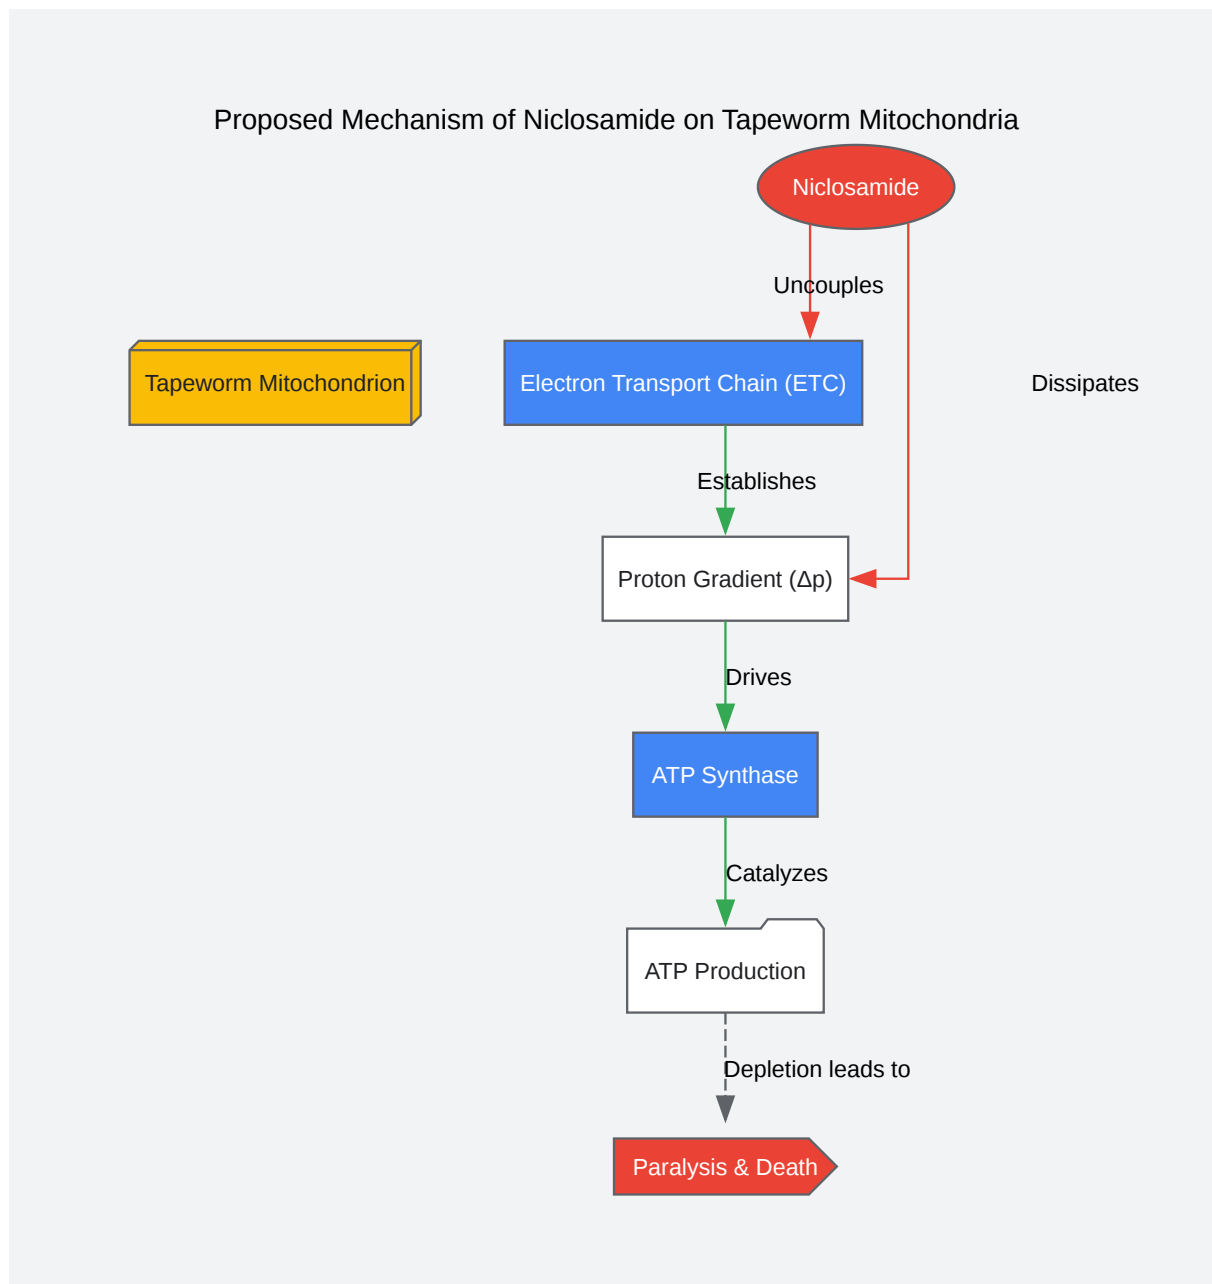 Proposed Mechanism of Niclosamide on Tapeworm Mitochondria
Niclosamide
Uncouples
Tapeworm Mitochondrion
Electron Transport Chain (ETC)
Dissipates
Establishes
Proton Gradient (Δp)
Drives
ATP Synthase
Catalyzes
ATP Production
Depletion leads to
Paralysis & Death